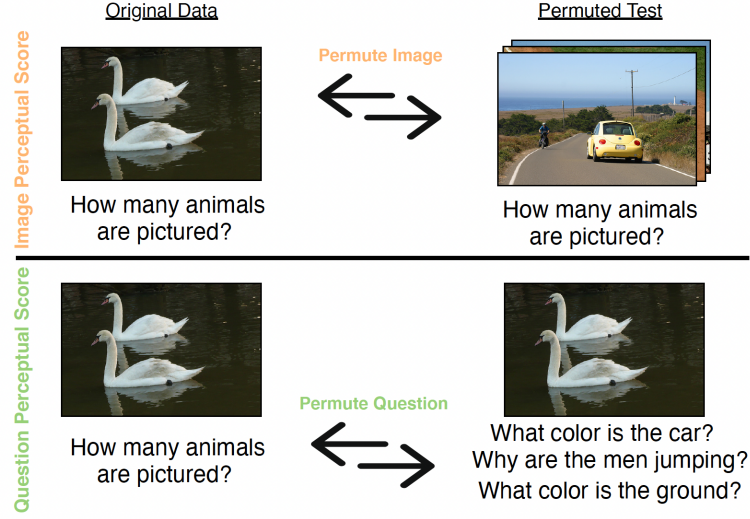 Original Data
Permuted Test
Image Perceptual Score
Permute Image
How many animals
are pictured?
How many animals
are pictured?
Question Perceptual Score
Permute Question
How many animals
are pictured?
What color is the car?
Why are the men jumping?
What color is the ground?